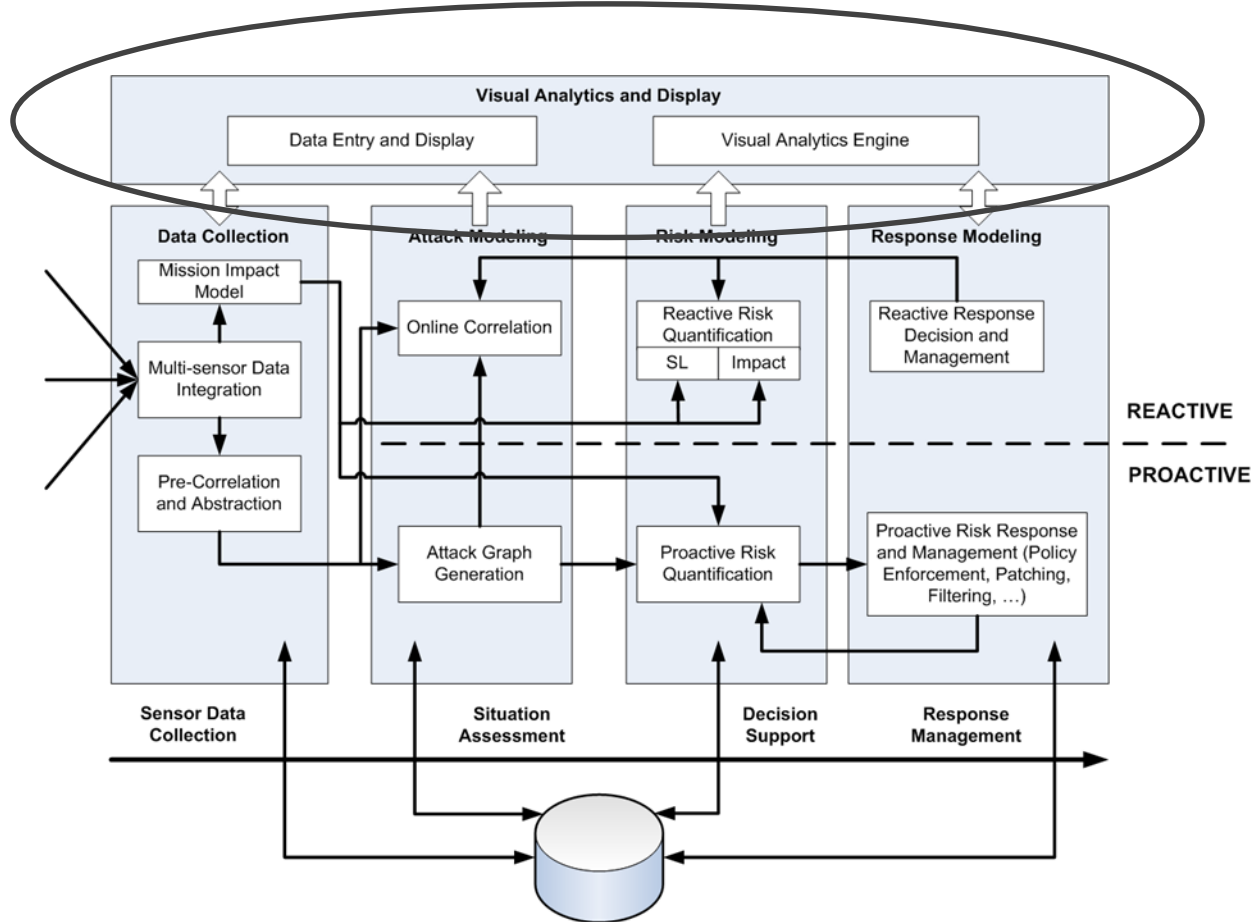 Visual Analytics and Display
Data Entry and Display
Visual Analytics Engine
Data Collection
Attack Modeling
Risk Modeling
Response Modeling
Mission Impact
Model
Multi-sensor Data
Integration
Pre-Correlation
and Abstraction
Online Correlation
Attack Graph
Generation
Reactive Risk
Quantification
SL
Impact
Proactive Risk
Quantification
Reactive Response
Decision and
Management
Proactive Risk Response
and Management (Policy
Enforcement, Patching,
Filtering, …)
REACTIVE
PROACTIVE
Sensor Data
Collection
Situation
Assessment
Decision
Support
Response
Management